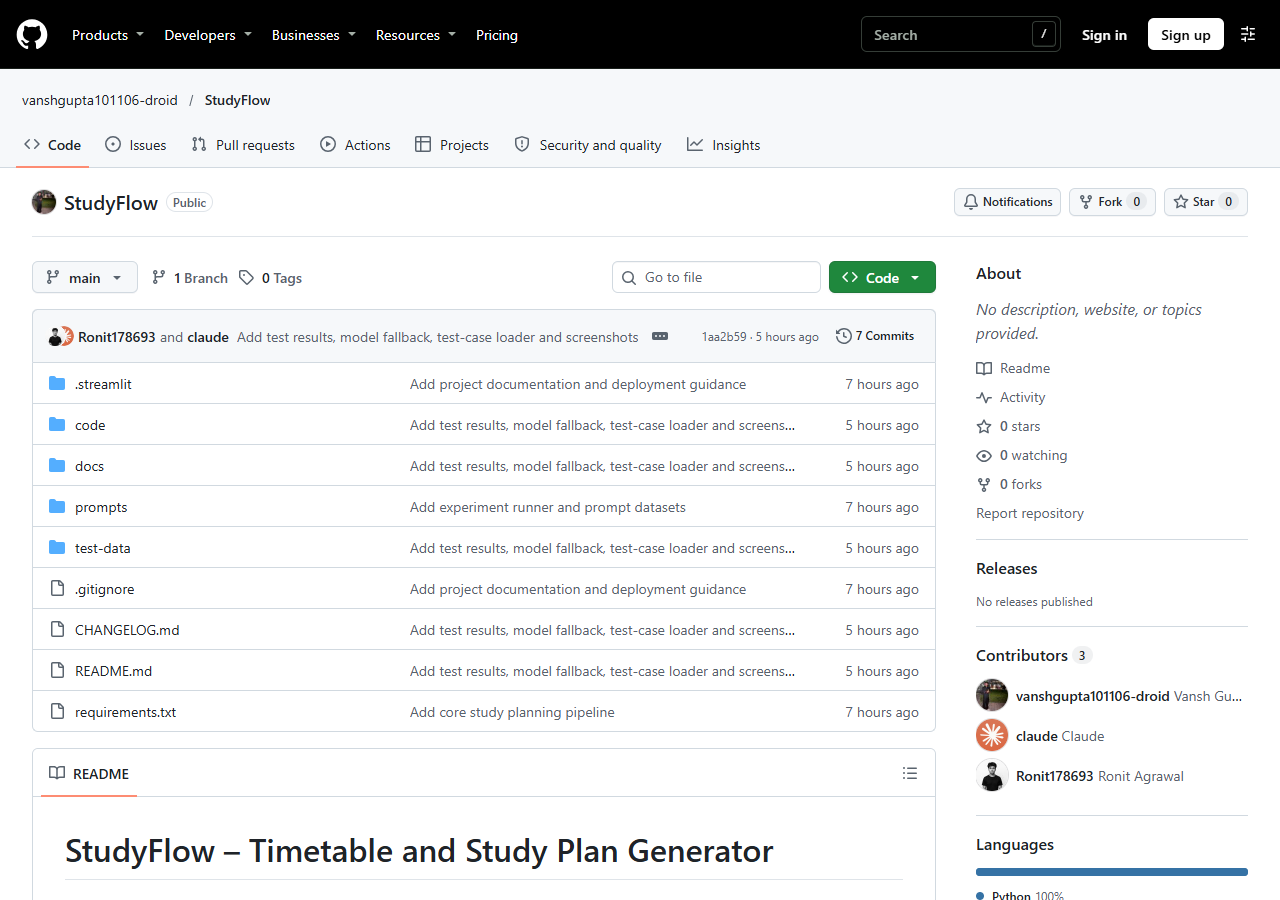 Products Developers Businesses Resources Pricing Search / Sign in Sign up
vanshgupta101106-droid / StudyFlow
Code Issues Pull requests Actions Projects Security and quality Insights
StudyFlow Public Notifications Fork 0 Star 0
main 1 Branch 0 Tags Go to file Code
Ronit178693 and claude Add test results, model fallback, test-case loader and screenshots 1aa2b59 · 5 hours ago 7 Commits
.streamlit Add project documentation and deployment guidance 7 hours ago
code Add test results, model fallback, test-case loader and screens... 5 hours ago
docs Add test results, model fallback, test-case loader and screens... 5 hours ago
prompts Add experiment runner and prompt datasets 7 hours ago
test-data Add test results, model fallback, test-case loader and screens... 5 hours ago
.gitignore Add project documentation and deployment guidance 7 hours ago
CHANGELOG.md Add test results, model fallback, test-case loader and screens... 5 hours ago
README.md Add test results, model fallback, test-case loader and screens... 5 hours ago
requirements.txt Add core study planning pipeline 7 hours ago
README
StudyFlow – Timetable and Study Plan Generator
About
No description, website, or topics
provided.
Readme
Activity
0 stars
0 watching
0 forks
Report repository
Releases
No releases published
Contributors 3
vanshgupta101106-droid Vansh Gu...
claude Claude
Ronit178693 Ronit Agrawal
Languages
Python 100%